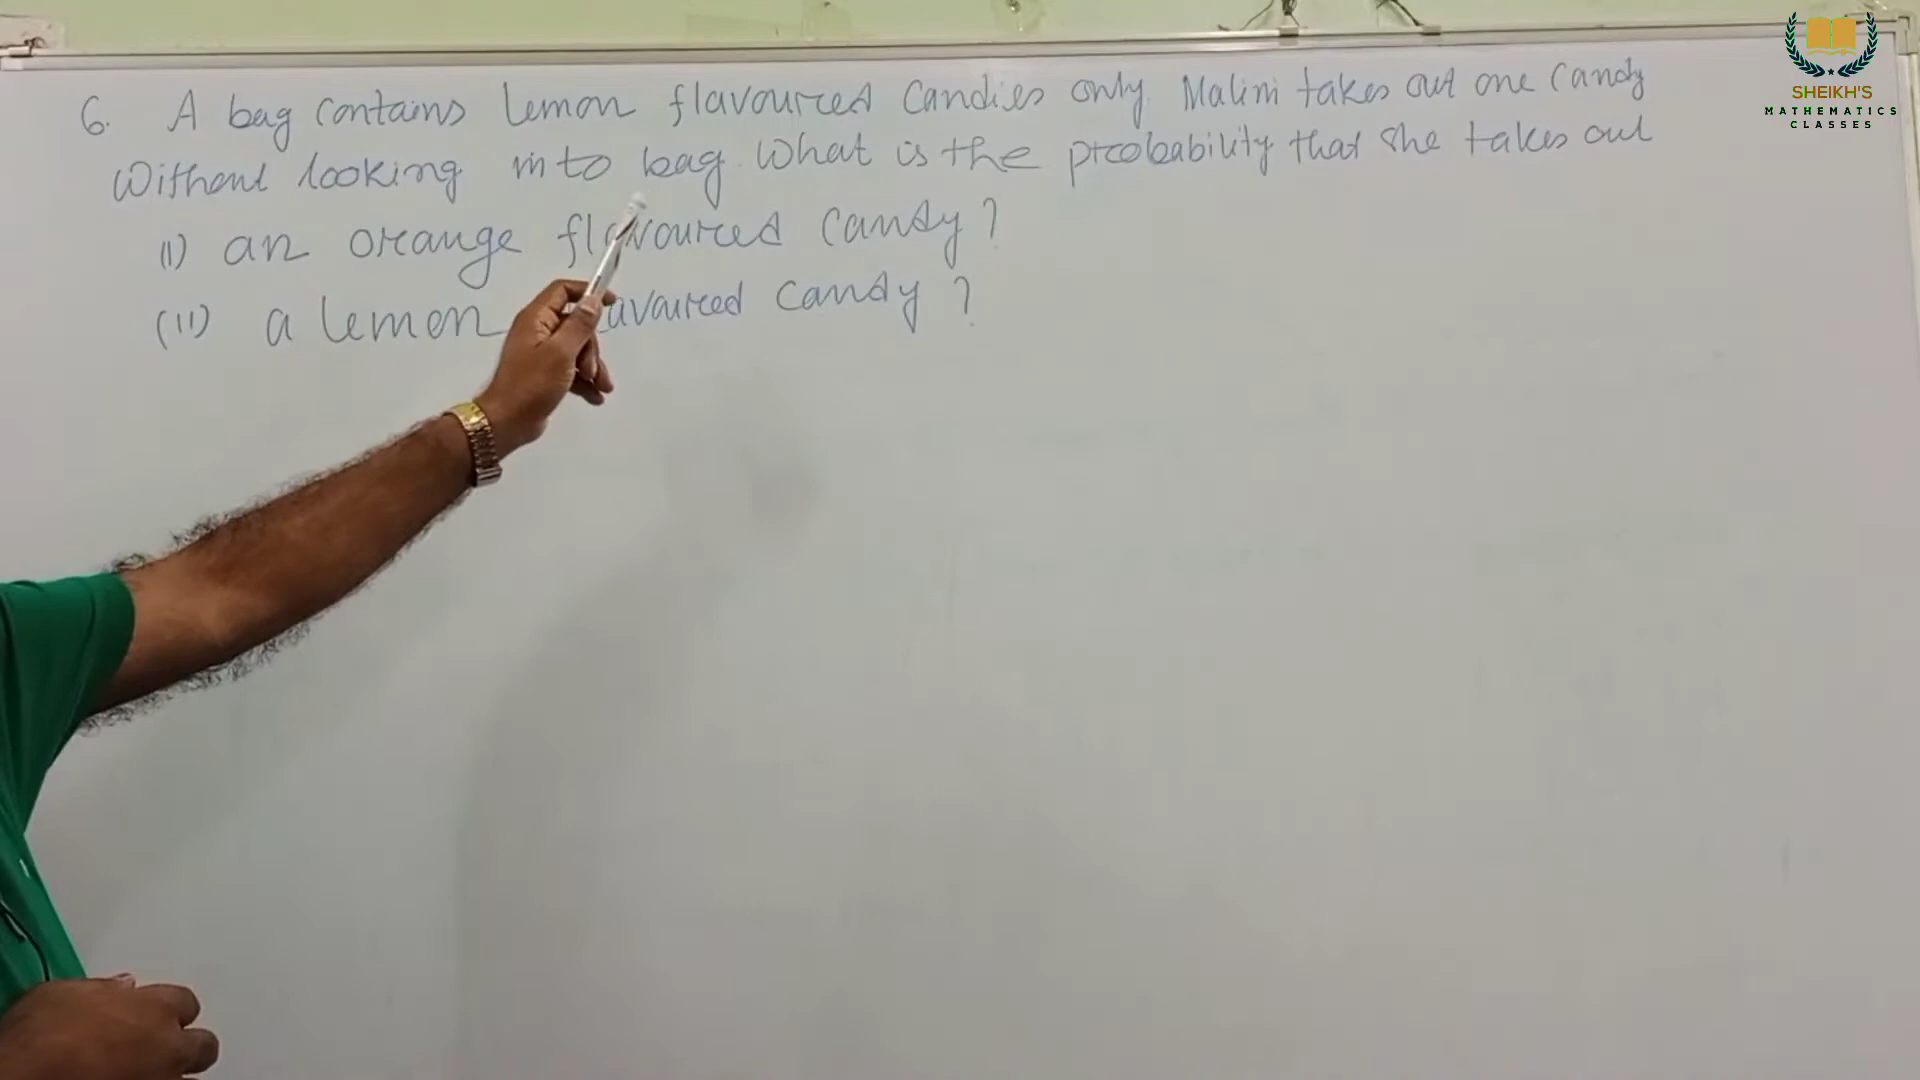 6. A bag contains lemon flavoured candies only. Malini takes out one candy
without looking into bag. What is the probability that she takes out
(I) an orange flavoured candy?
(II) a lemon flavoured candy?
SHEIKH'S
MATHEMATICS
CLASSES